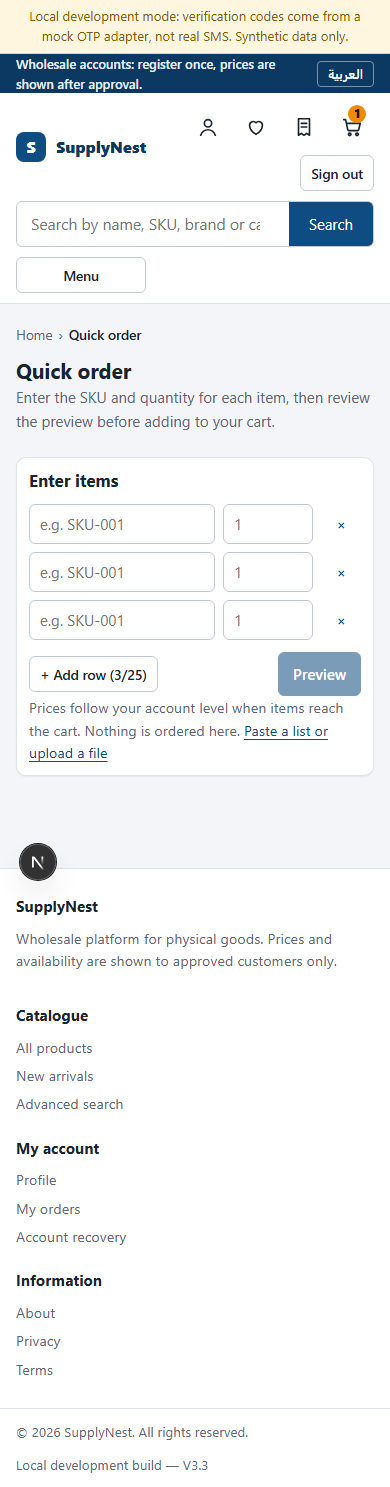 Local development mode: verification codes come from a
mock OTP adapter, not real SMS. Synthetic data only.
Wholesale accounts: register once, prices are
shown after approval.
العربية
1
S SupplyNest
Sign out
Search by name, SKU, brand or ca
Search
Menu
Home › Quick order
Quick order
Enter the SKU and quantity for each item, then review
the preview before adding to your cart.
Enter items
e.g. SKU-001 1 ×
e.g. SKU-001 1 ×
e.g. SKU-001 1 ×
+ Add row (3/25) Preview
Prices follow your account level when items reach
the cart. Nothing is ordered here. Paste a list or
upload a file
N
SupplyNest
Wholesale platform for physical goods. Prices and
availability are shown to approved customers only.
Catalogue
All products
New arrivals
Advanced search
My account
Profile
My orders
Account recovery
Information
About
Privacy
Terms
© 2026 SupplyNest. All rights reserved.
Local development build — V3.3